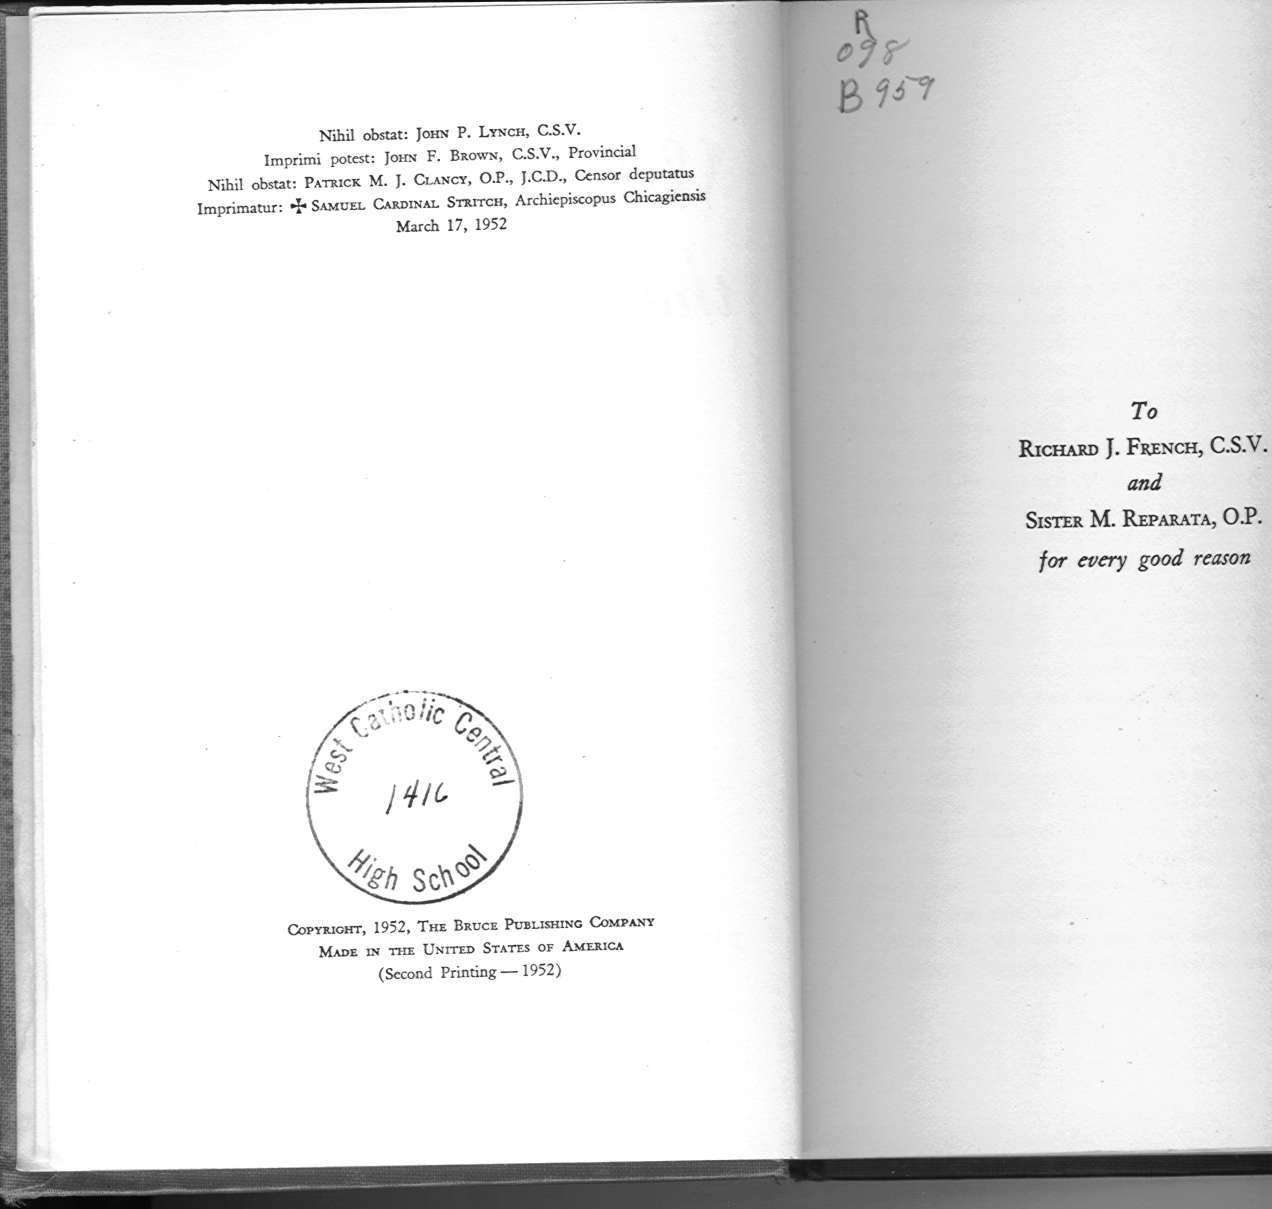 Nihil obstat: John P. Lynch, C.S.V.
Imprimi potest: John F. Brown, C.S.V., Provincial
Nihil obstat: Patrick M. J. Clancy, O.P., J.C.D., Censor deputatus
Imprimatur: ✠ Samuel Cardinal Stritch, Archiepiscopus Chicagiensis
March 17, 1952
West Catholic Central
1416
High School
Copyright, 1952, The Bruce Publishing Company
Made in the United States of America
(Second Printing — 1952)
R
098
B959
To
Richard J. French, C.S.V.
and
Sister M. Reparata, O.P.
for every good reason